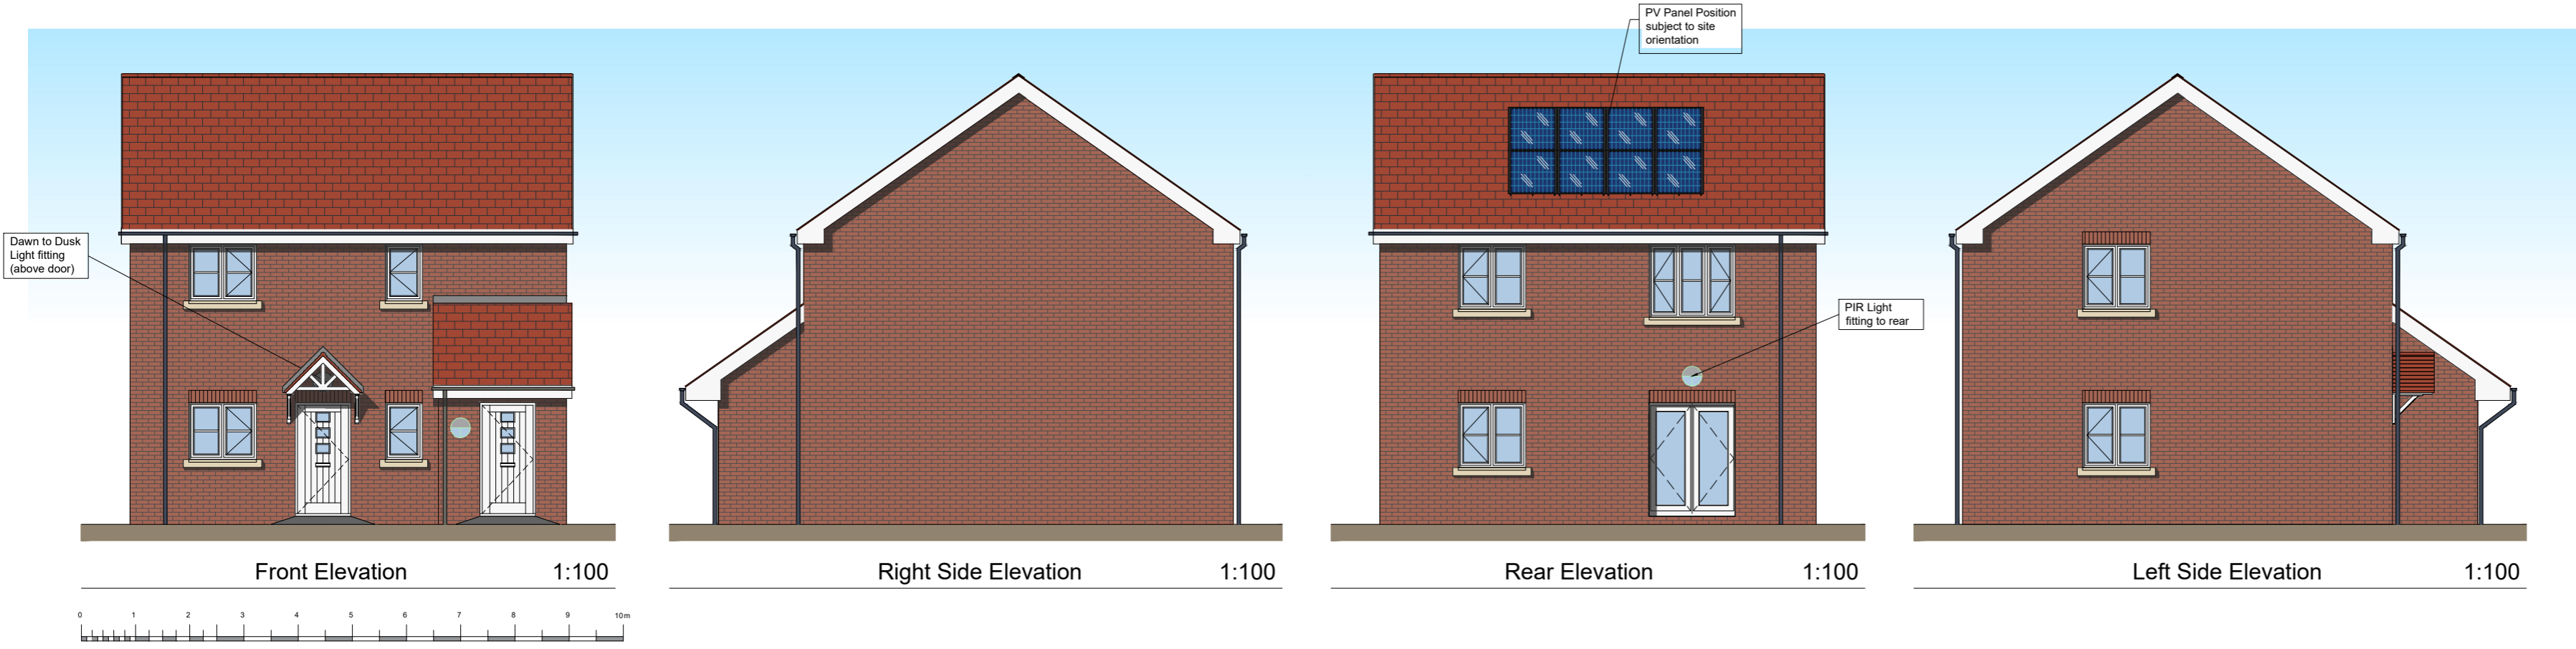 PV Panel Position
subject to site
orientation
Dawn to Dusk
Light fitting
(above door)
PIR Light
fitting to rear
Front Elevation 1:100
Right Side Elevation 1:100
Rear Elevation 1:100
Left Side Elevation 1:100
0 1 2 3 4 5 6 7 8 9 10m